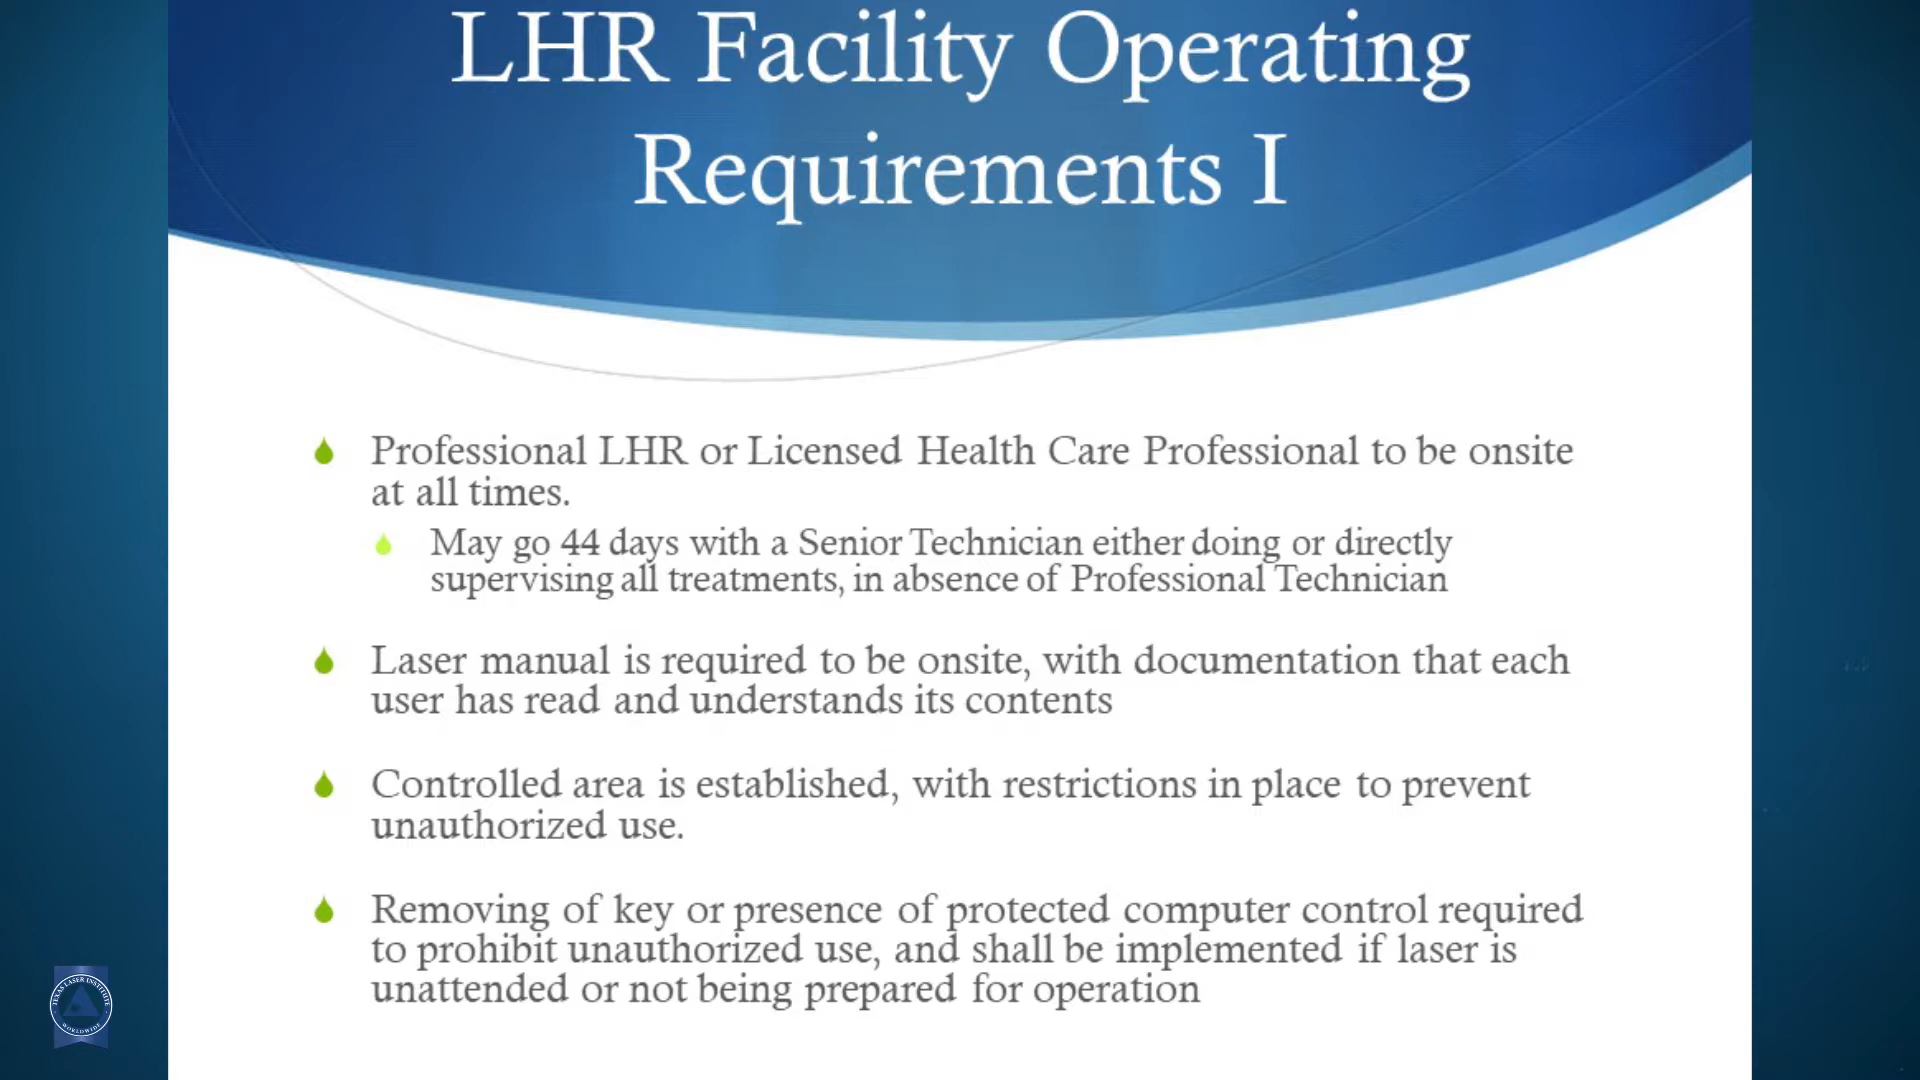 LHR Facility Operating
Requirements I
Professional LHR or Licensed Health Care Professional to be onsite
at all times.
May go 44 days with a Senior Technician either doing or directly
supervising all treatments, in absence of Professional Technician
Laser manual is required to be onsite, with documentation that each
user has read and understands its contents
Controlled area is established, with restrictions in place to prevent
unauthorized use.
Removing of key or presence of protected computer control required
to prohibit unauthorized use, and shall be implemented if laser is
unattended or not being prepared for operation
TEXAS LASER INSTITUTE
WORLDWIDE